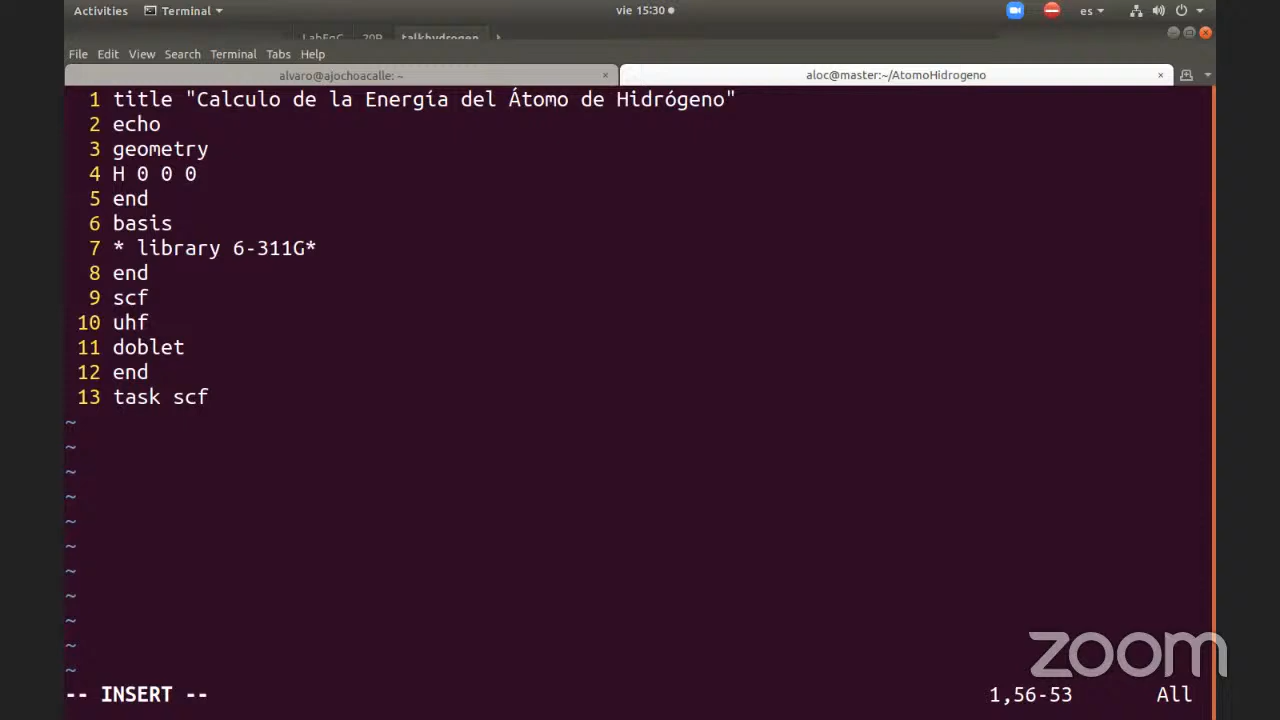 Activities Terminal vie 15:30 es
LabFqC 20P talkhydrogen
File Edit View Search Terminal Tabs Help
alvaro@ajochoacalle: ~ × aloc@master:~/AtomoHidrogeno ×
1 title "Calculo de la Energía del Átomo de Hidrógeno"
2 echo
3 geometry
4 H 0 0 0
5 end
6 basis
7 * library 6-311G*
8 end
9 scf
10 uhf
11 doblet
12 end
13 task scf
~
~
~
~
~
~
~
~
~
~
~
-- INSERT -- 1,56-53 All
zoom